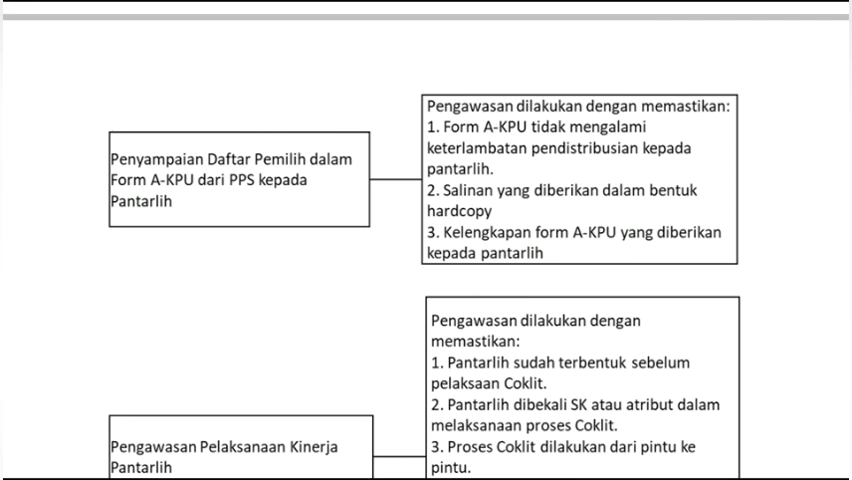 Penyampaian Daftar Pemilih dalam
Form A-KPU dari PPS kepada
Pantarlih
Pengawasan dilakukan dengan memastikan:
1. Form A-KPU tidak mengalami
keterlambatan pendistribusian kepada
pantarlih.
2. Salinan yang diberikan dalam bentuk
hardcopy
3. Kelengkapan form A-KPU yang diberikan
kepada pantarlih
Pengawasan Pelaksanaan Kinerja
Pantarlih
Pengawasan dilakukan dengan
memastikan:
1. Pantarlih sudah terbentuk sebelum
pelaksaan Coklit.
2. Pantarlih dibekali SK atau atribut dalam
melaksanaan proses Coklit.
3. Proses Coklit dilakukan dari pintu ke
pintu.